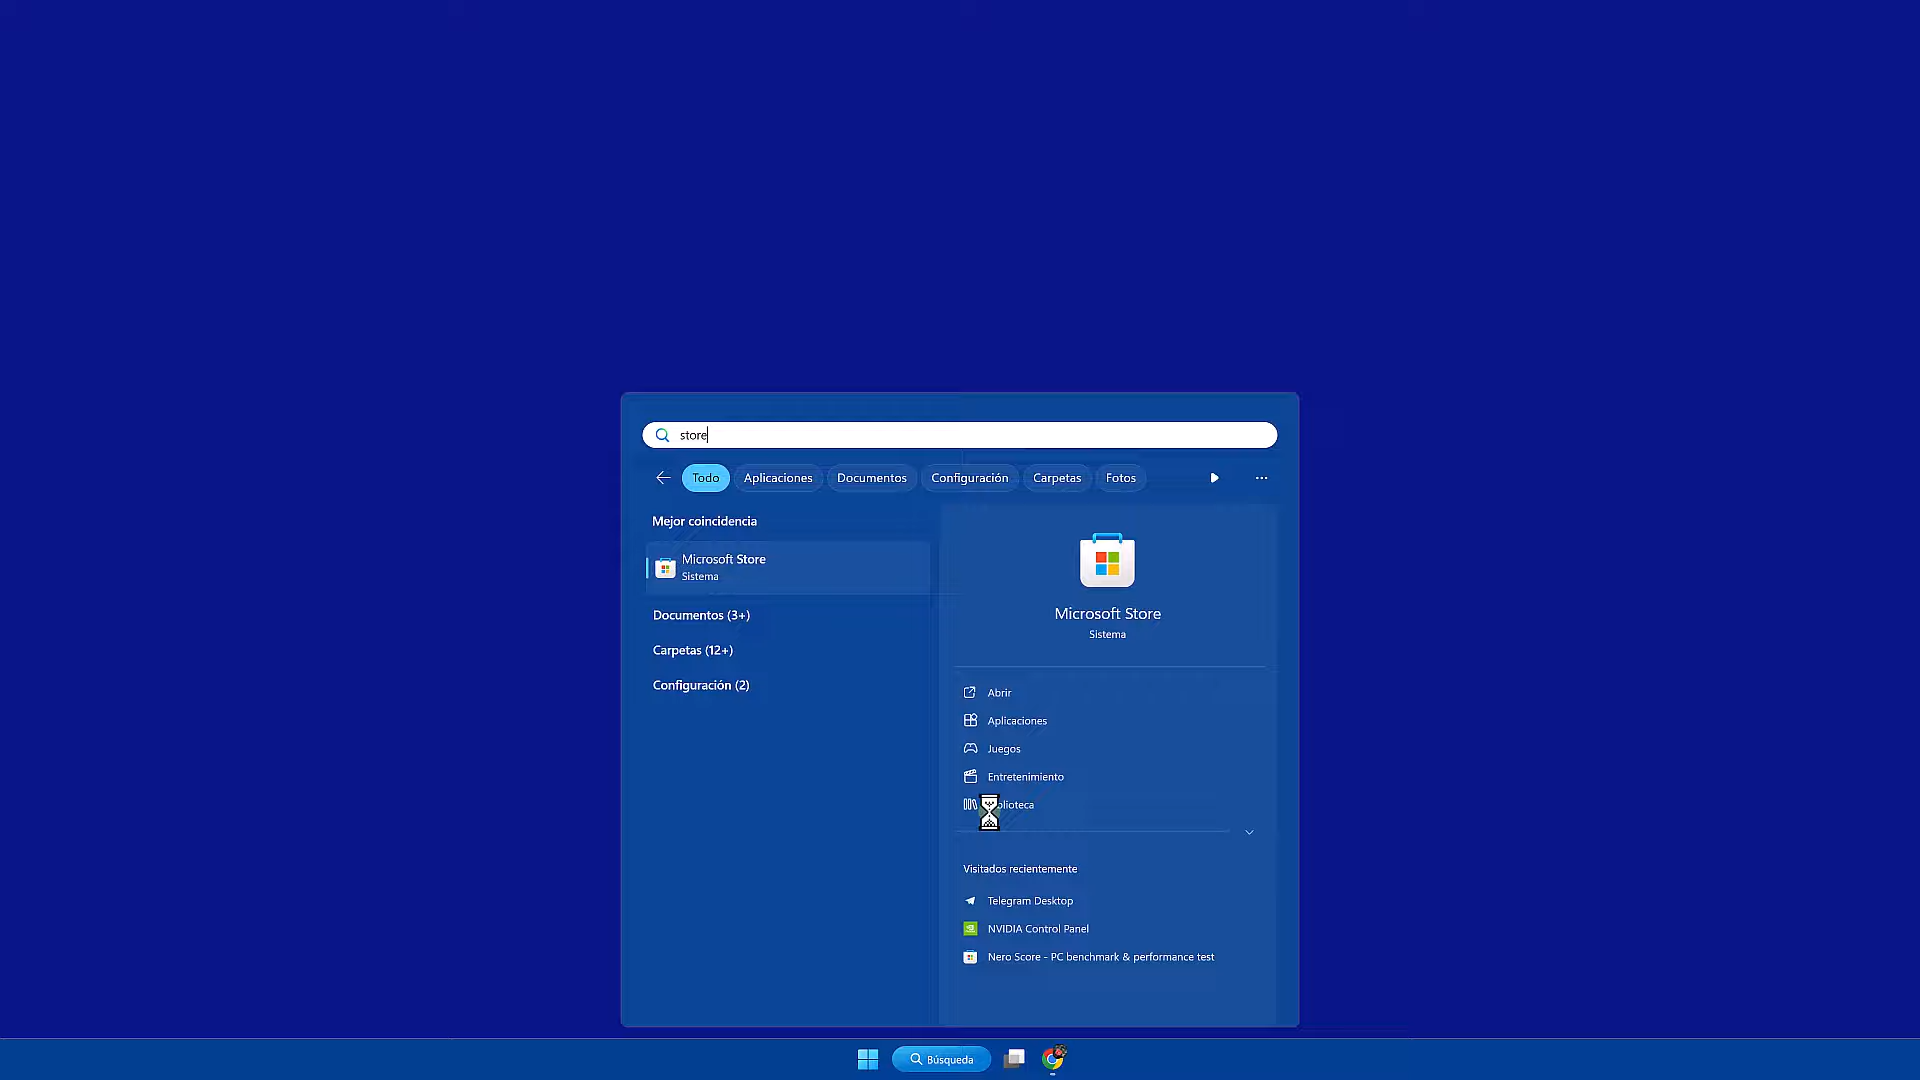 store
Todo Aplicaciones Documentos Configuración Carpetas Fotos
Mejor coincidencia
Microsoft Store
Sistema
Documentos (3+)
Carpetas (12+)
Configuración (2)
Microsoft Store
Sistema
Abrir
Aplicaciones
Juegos
Entretenimiento
Visitados recientemente
Telegram Desktop
NVIDIA Control Panel
Nero Score - PC benchmark & performance test
Búsqueda